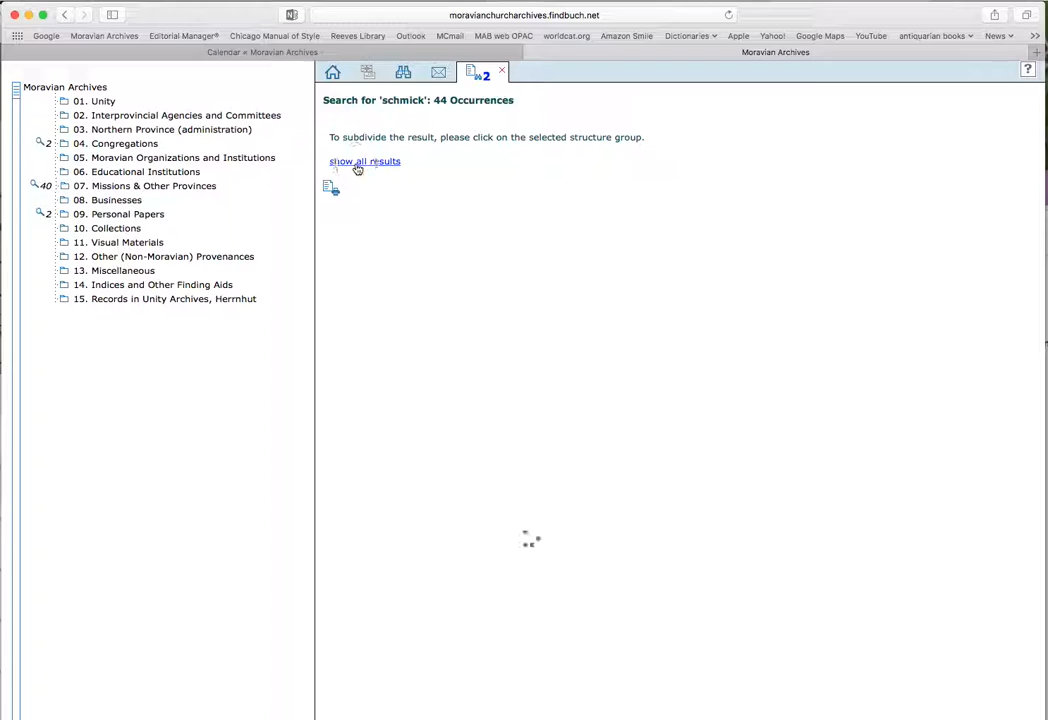 moravianchurcharchives.findbuch.net
Google Moravian Archives Editorial Manager® Chicago Manual of Style Reeves Library Outlook MCmail MAB web OPAC worldcat.org Amazon Smile Dictionaries Apple Yahoo! Google Maps YouTube antiquarian books News >>
Calendar « Moravian Archives
Moravian Archives
+
2 x
?
Moravian Archives
01. Unity
02. Interprovincial Agencies and Committees
03. Northern Province (administration)
2 04. Congregations
05. Moravian Organizations and Institutions
06. Educational Institutions
40 07. Missions & Other Provinces
08. Businesses
2 09. Personal Papers
10. Collections
11. Visual Materials
12. Other (Non-Moravian) Provenances
13. Miscellaneous
14. Indices and Other Finding Aids
15. Records in Unity Archives, Herrnhut
Search for 'schmick': 44 Occurrences
To subdivide the result, please click on the selected structure group.
show all results